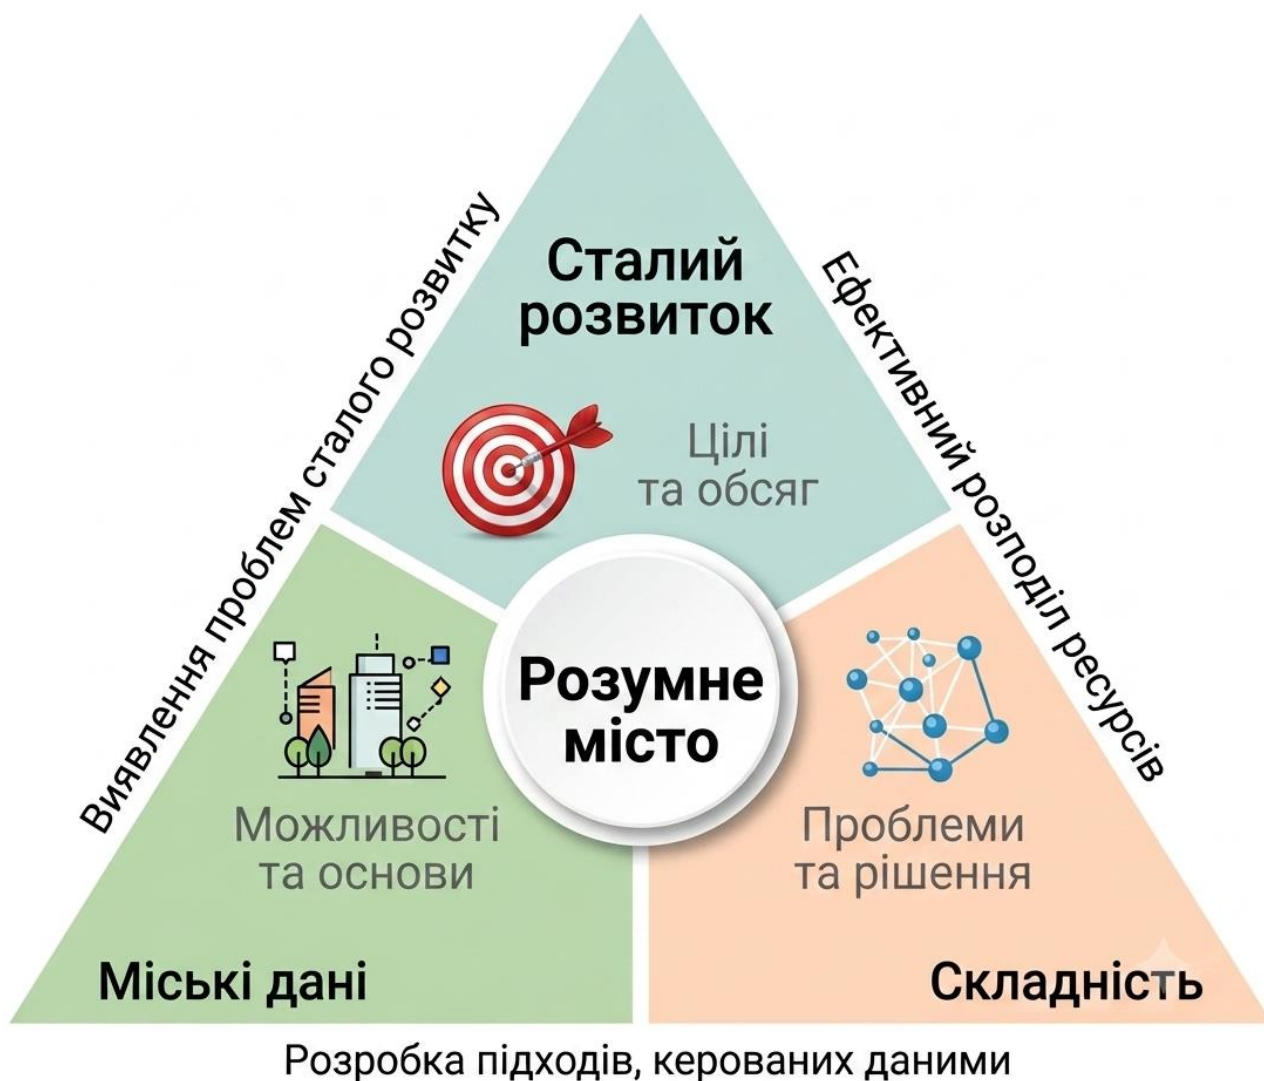 Сталий
розвиток
Виявлення проблем сталого розвитку
Ефективний розподіл ресурсів
Цілі
та обсяг
Розумне
місто
Можливості
та основи
Проблеми
та рішення
Міські дані
Складність
Розробка підходів, керованих даними